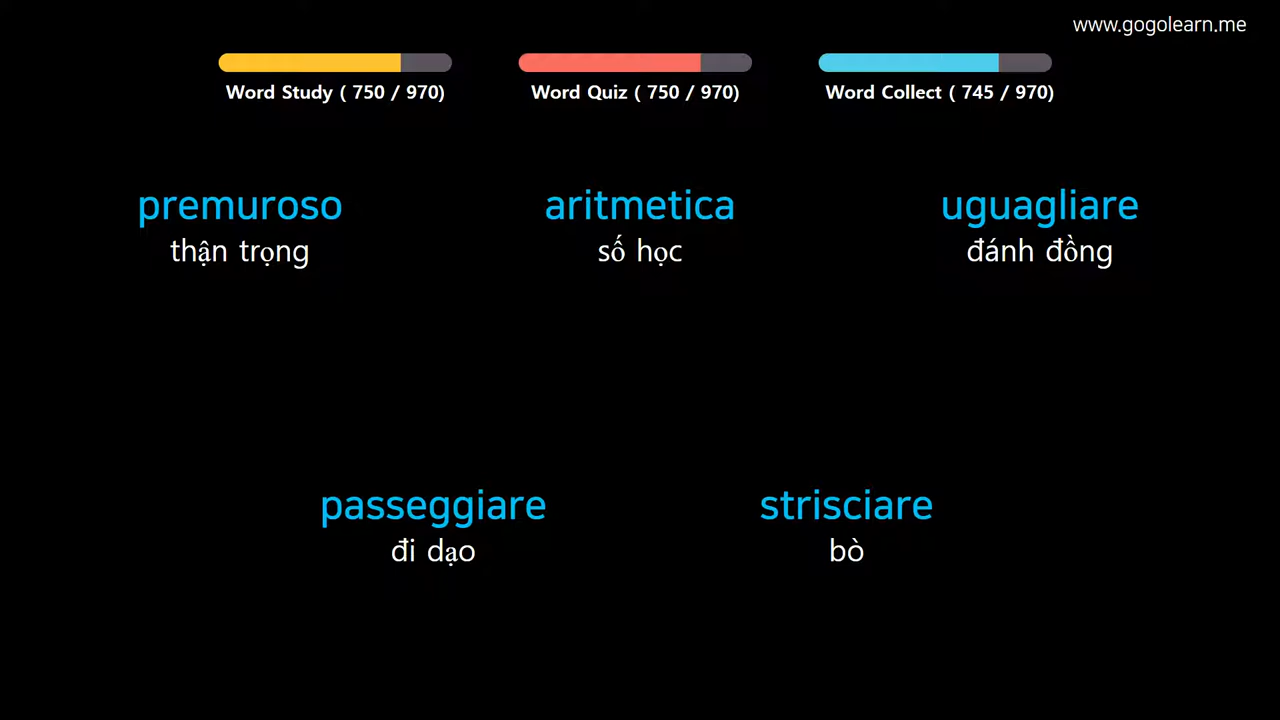 www.gogolearn.me
Word Study ( 750 / 970)
Word Quiz ( 750 / 970)
Word Collect ( 745 / 970)
premuroso
thận trọng
aritmetica
số học
uguagliare
đánh đồng
passeggiare
đi dạo
strisciare
bò